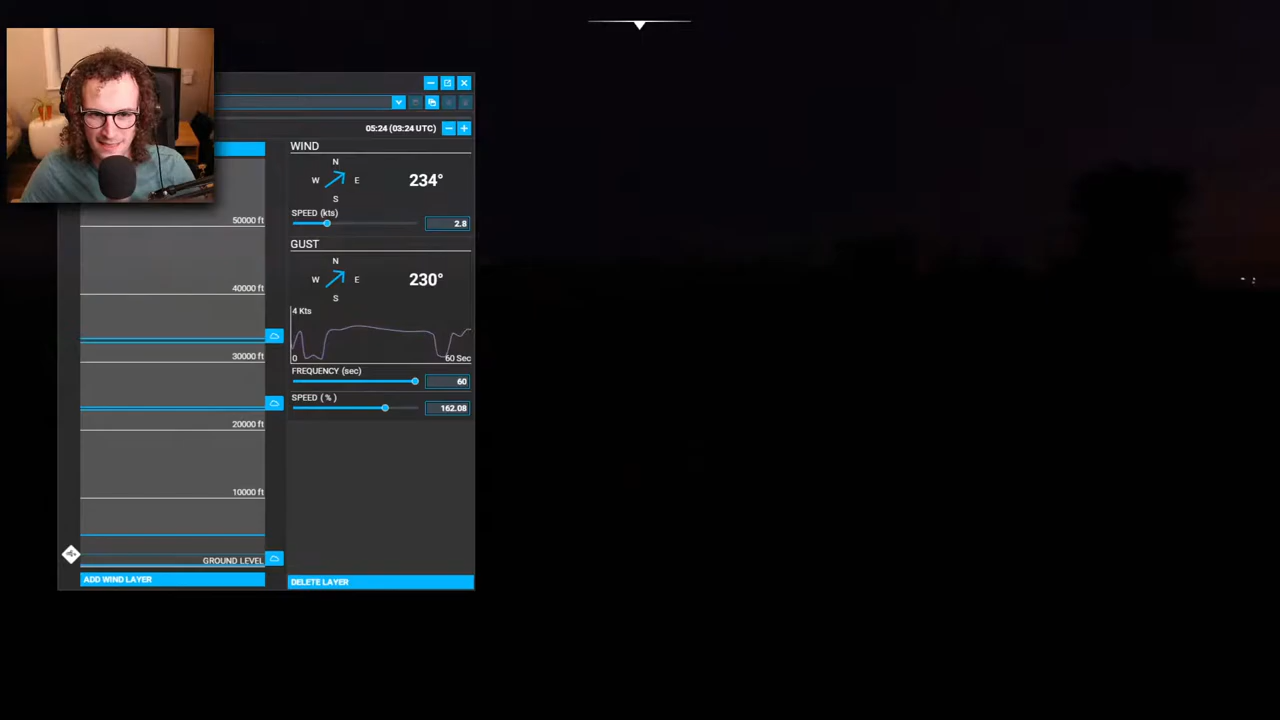 05:24 (03:24 UTC)
WIND
N
W E
234°
S
SPEED (kts)
2.8
GUST
N
W E
230°
S
4 Kts
0
60 Sec
FREQUENCY (sec)
60
SPEED ( % )
162.08
DELETE LAYER
50000 ft
40000 ft
30000 ft
20000 ft
10000 ft
GROUND LEVEL
ADD WIND LAYER